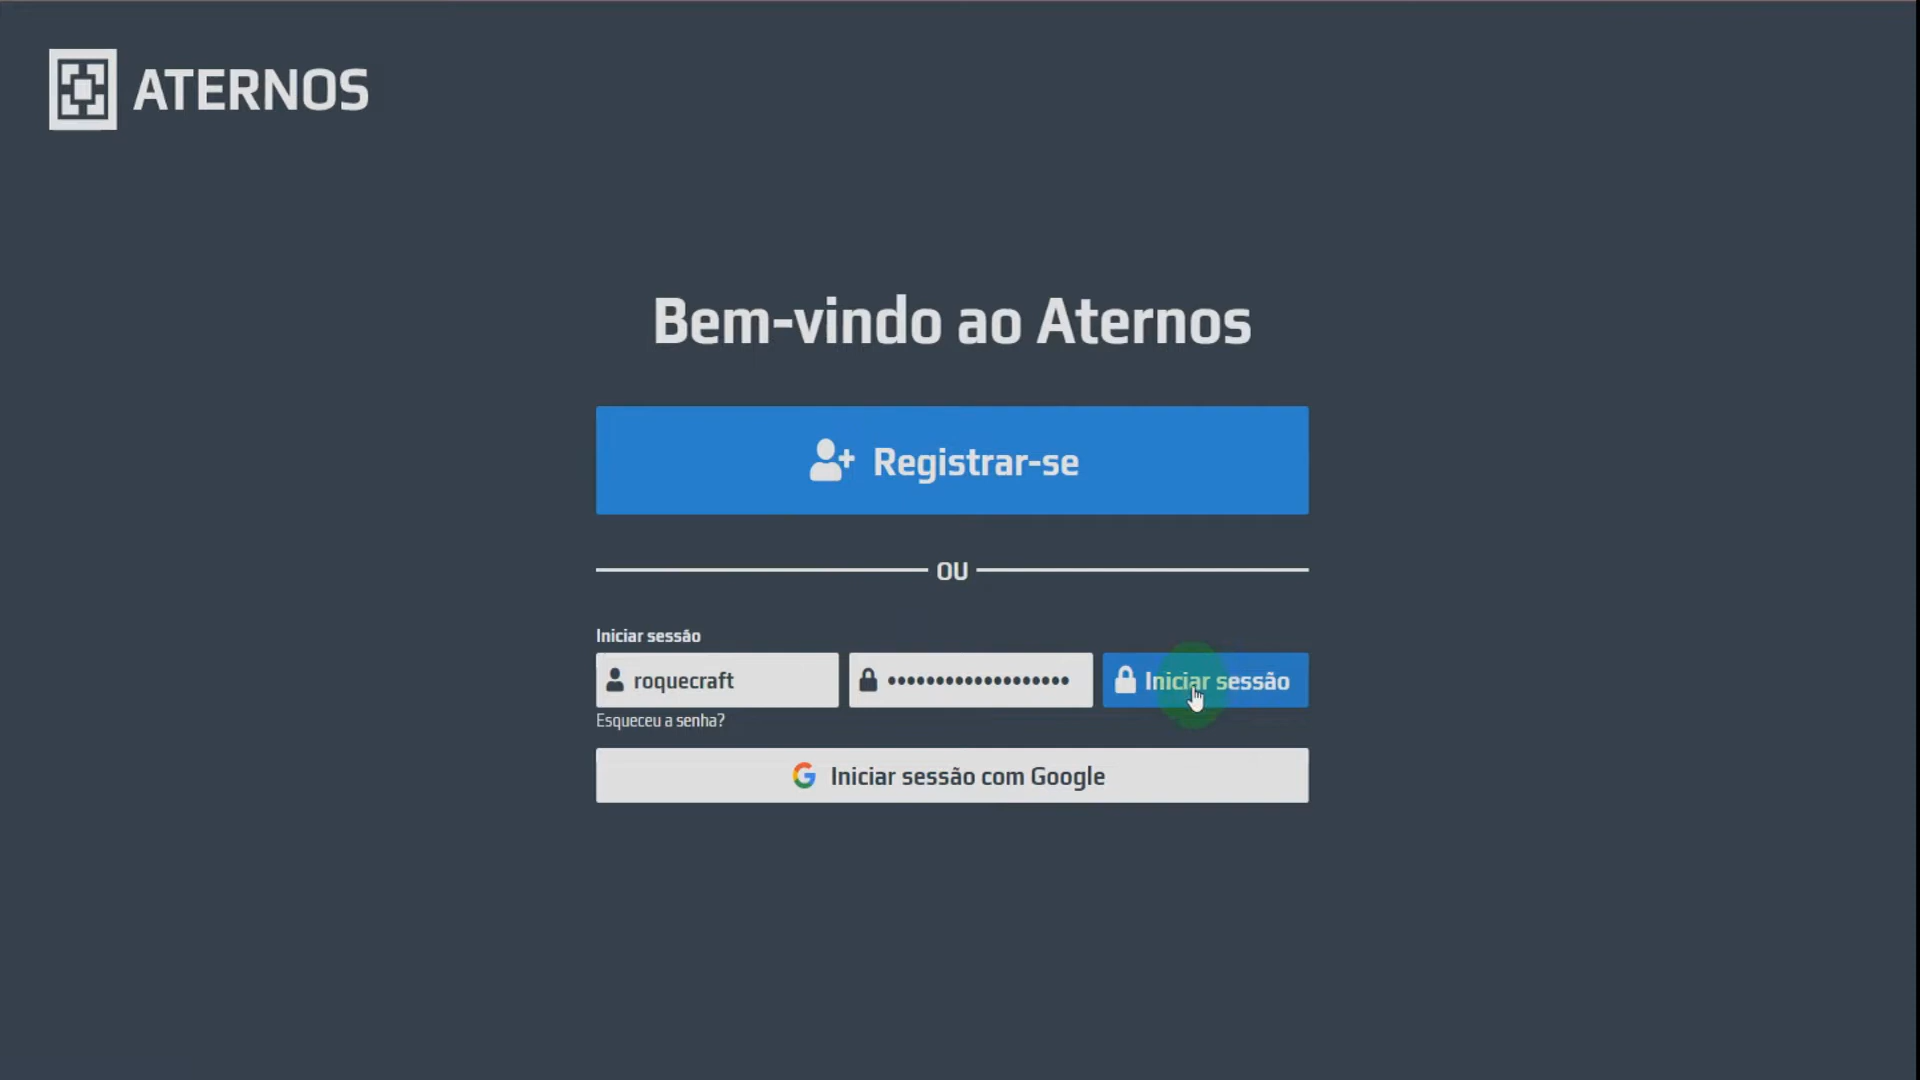 ATERNOS
Bem-vindo ao Aternos
Registrar-se
OU
Iniciar sessão
roquecraft
•••••••••••••••••••
Iniciar sessão
Esqueceu a senha?
Iniciar sessão com Google